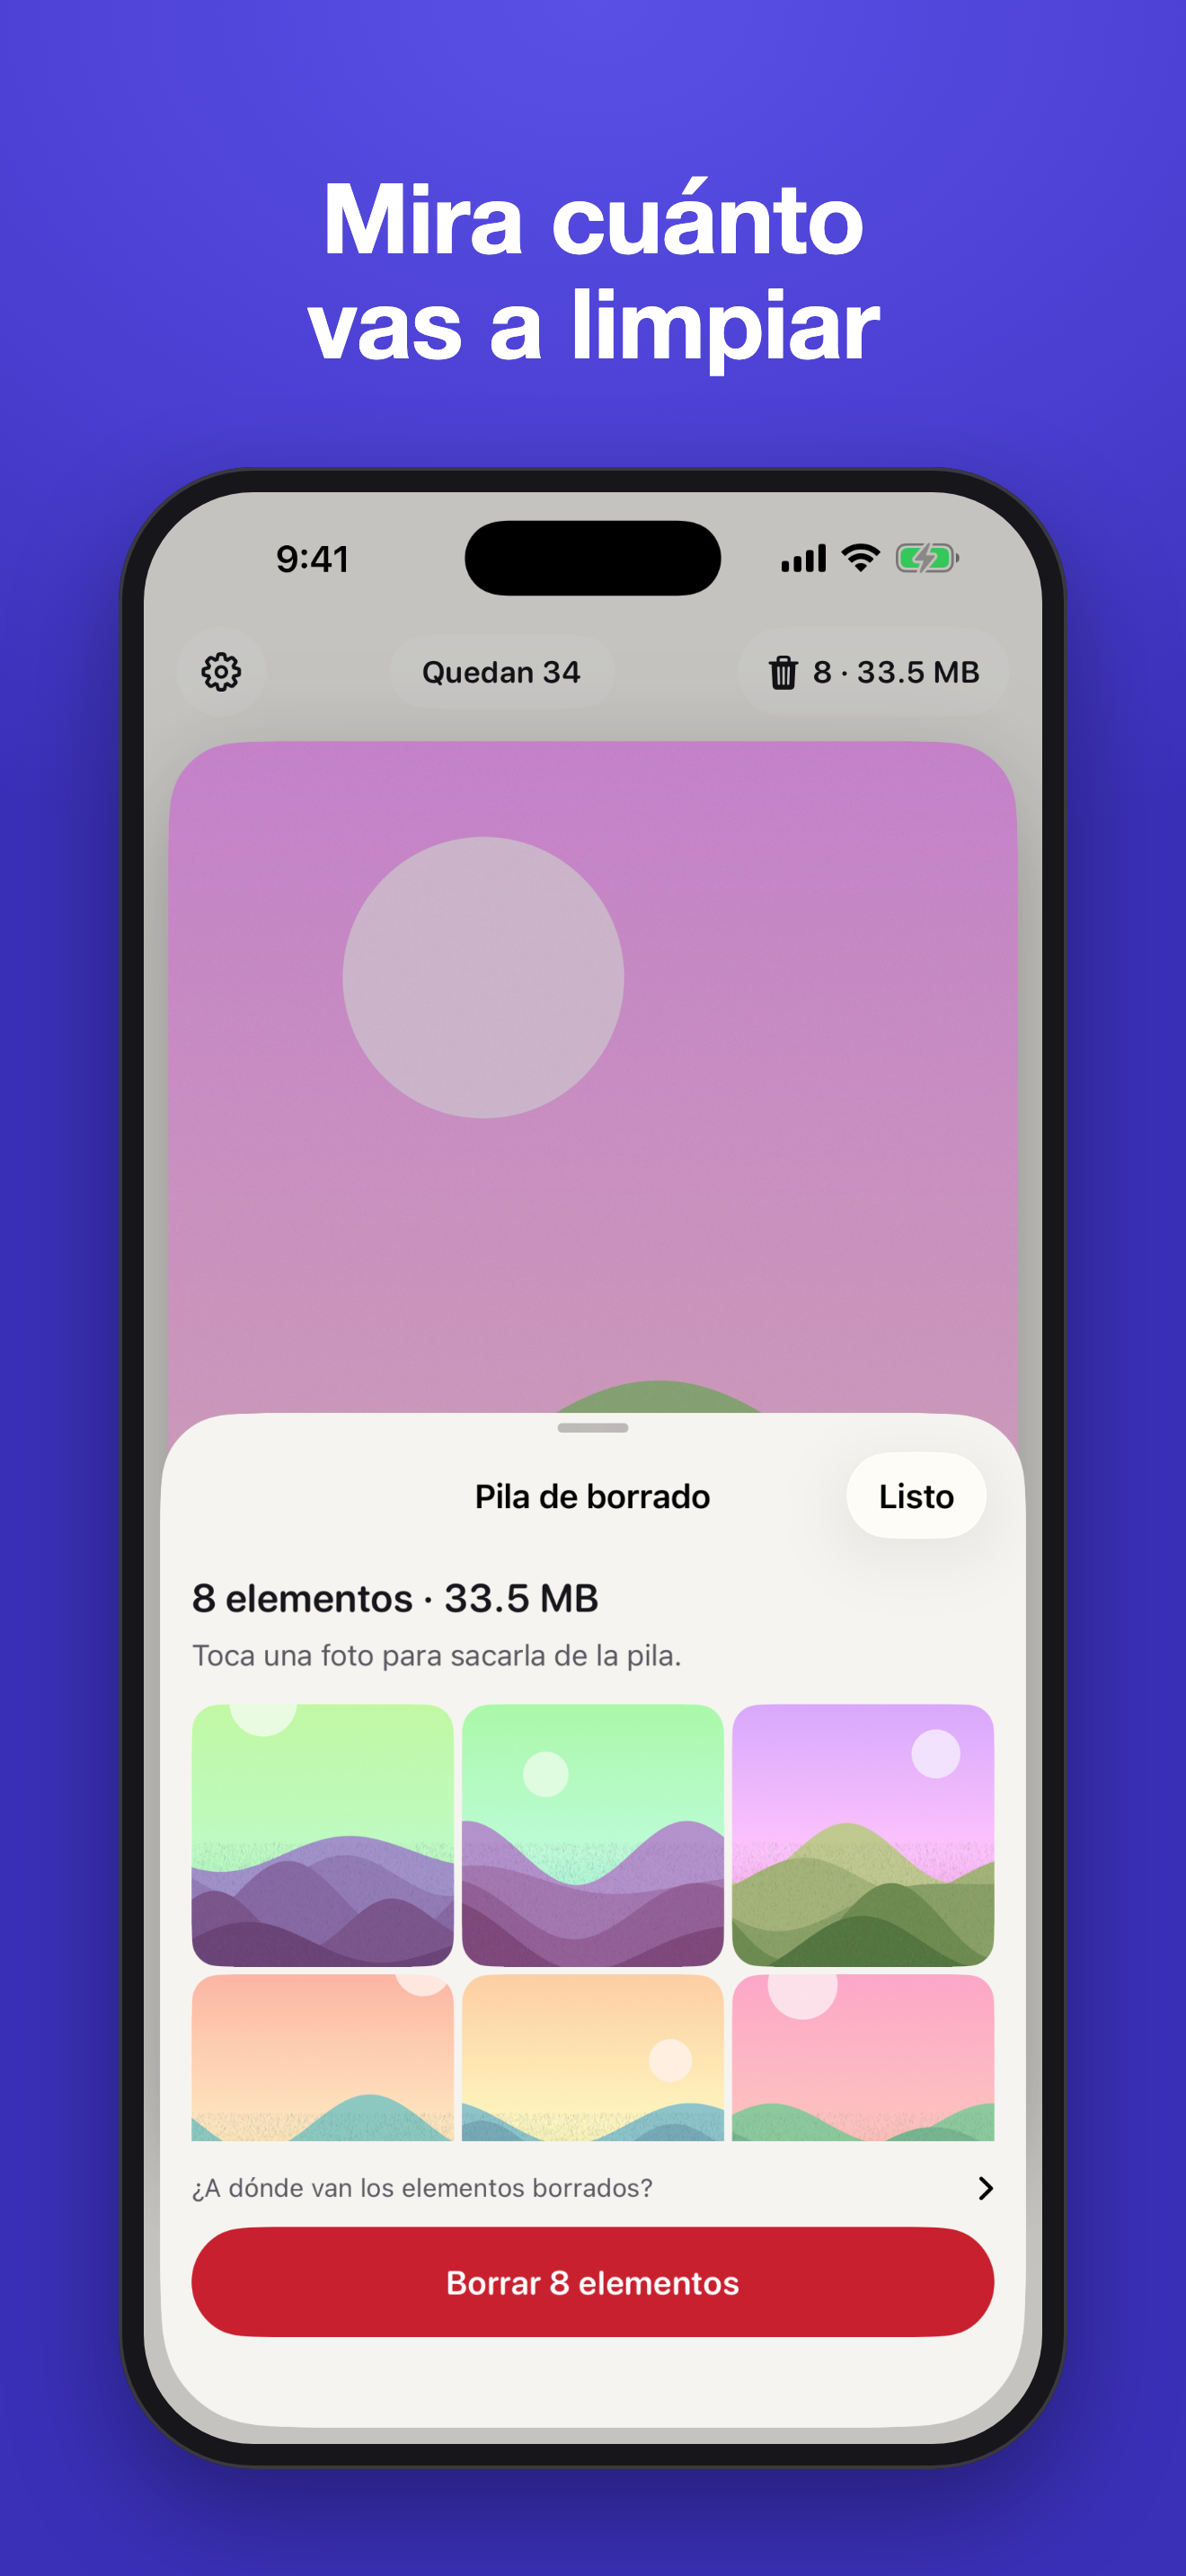 Mira cuánto
vas a limpiar
9:41
Quedan 34
8 · 33.5 MB
Pila de borrado
Listo
8 elementos · 33.5 MB
Toca una foto para sacarla de la pila.
¿A dónde van los elementos borrados?
Borrar 8 elementos